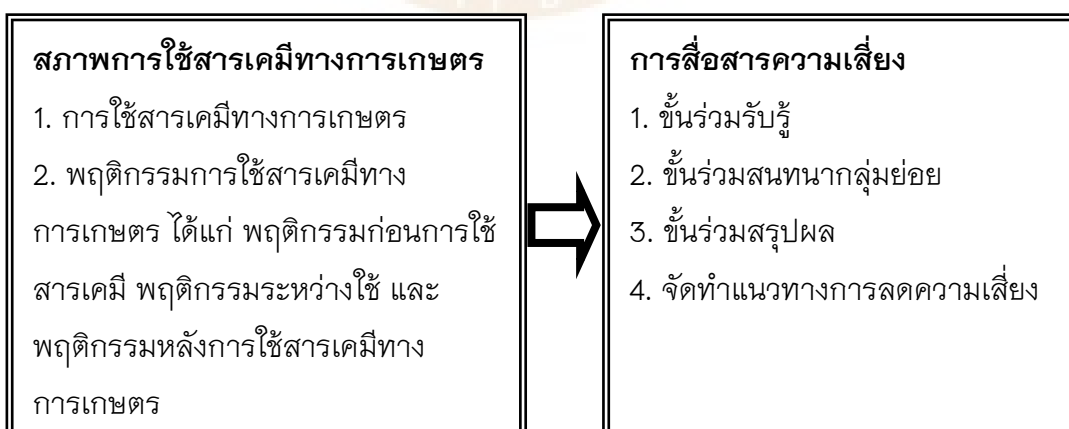 สภาพการใช้สารเคมีทางการเกษตร
1. การใช้สารเคมีทางการเกษตร
2. พฤติกรรมการใช้สารเคมีทาง
การเกษตร ได้แก่ พฤติกรรมก่อนการใช้
สารเคมี พฤติกรรมระหว่างใช้ และ
พฤติกรรมหลังการใช้สารเคมีทาง
การเกษตร
การสื่อสารความเสี่ยง
1. ขั้นร่วมรับรู้
2. ขั้นร่วมสนทนากลุ่มย่อย
3. ขั้นร่วมสรุปผล
4. จัดทำแนวทางการลดความเสี่ยง